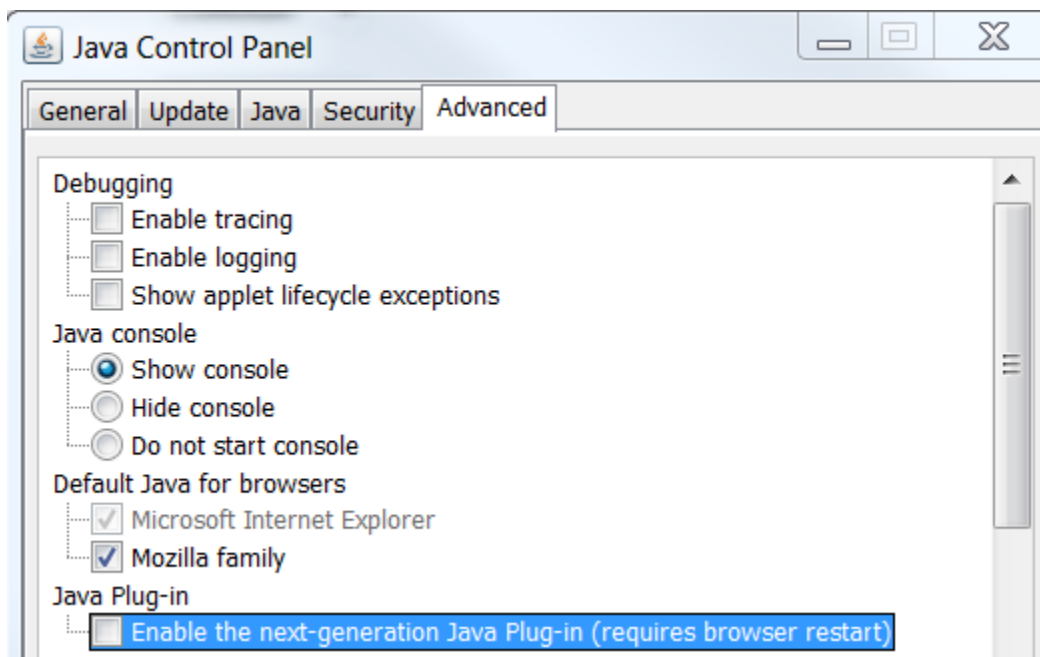 Java Control Panel
General Update Java Security Advanced
Debugging
Enable tracing
Enable logging
Show applet lifecycle exceptions
Java console
Show console
Hide console
Do not start console
Default Java for browsers
Microsoft Internet Explorer
Mozilla family
Java Plug-in
Enable the next-generation Java Plug-in (requires browser restart)